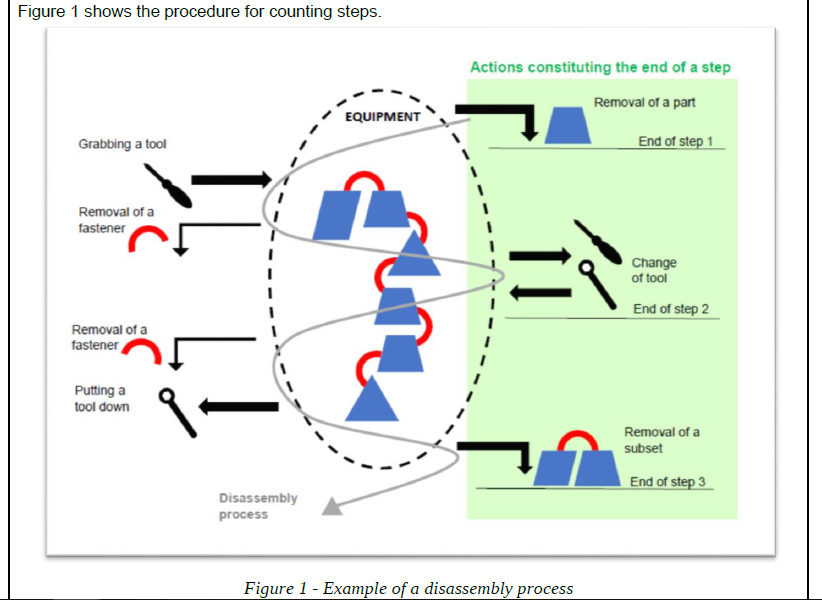 Figure 1 shows the procedure for counting steps.
Actions constituting the end of a step
EQUIPMENT
Removal of a part
End of step 1
Grabbing a tool
Removal of a
fastener
Change
of tool
End of step 2
Removal of a
fastener
Putting a
tool down
Removal of a
subset
End of step 3
Disassembly
process
Figure 1 - Example of a disassembly process